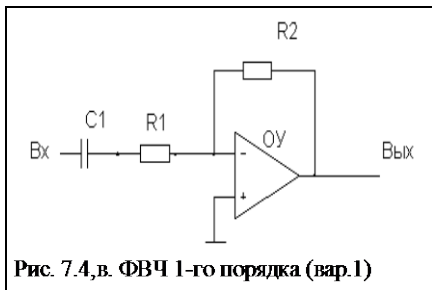 R2
C1
R1
Вх
ОУ
Вых
-
+
Рис. 7.4,в. ФВЧ 1-го порядка (вар.1)